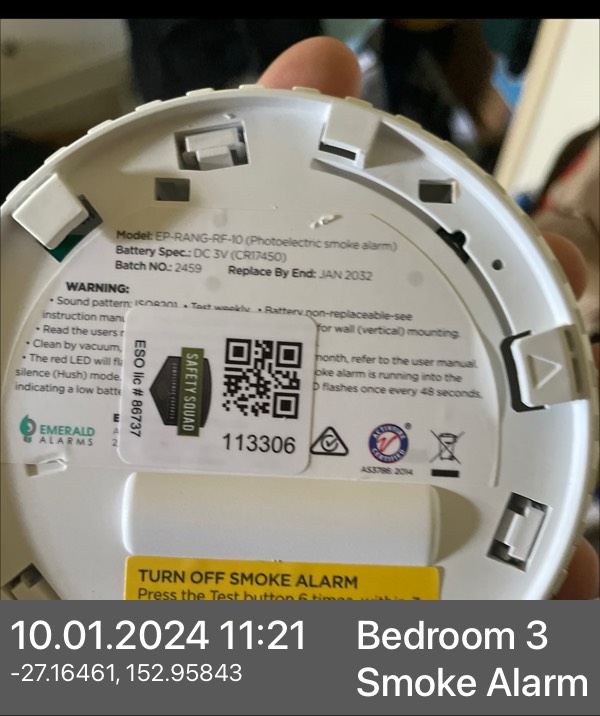 Model: EP-RANG-RF-10 (Photoelectric smoke alarm)
Battery Spec.: DC 3V (CR17450)
Batch NO.: 2459 Replace By End: JAN 2032
WARNING:
• Sound pattern: ISO8201 • Test weekly • Battery non-replaceable-see
instruction for wall (vertical) mounting.
• Read the users
• Clean by vacuum, month, refer to the user manual.
• The red LED will smoke alarm is running into the
silence (Hush) mode. flashes once every 48 seconds,
indicating a low
ESO lic # 86737
SAFETY SQUAD
113306
EMERALD
ALARMS
ACTIVFIRE
CERTIFIED
AS3786: 2014
TURN OFF SMOKE ALARM
Press the Test button 6 times, within
10.01.2024 11:21
-27.16461, 152.95843
Bedroom 3
Smoke Alarm